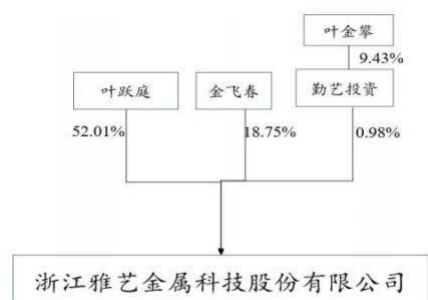 叶金攀
9.43%
叶跃庭
金飞春
勤艺投资
52.01%
18.75%
0.98%
浙江雅艺金属科技股份有限公司